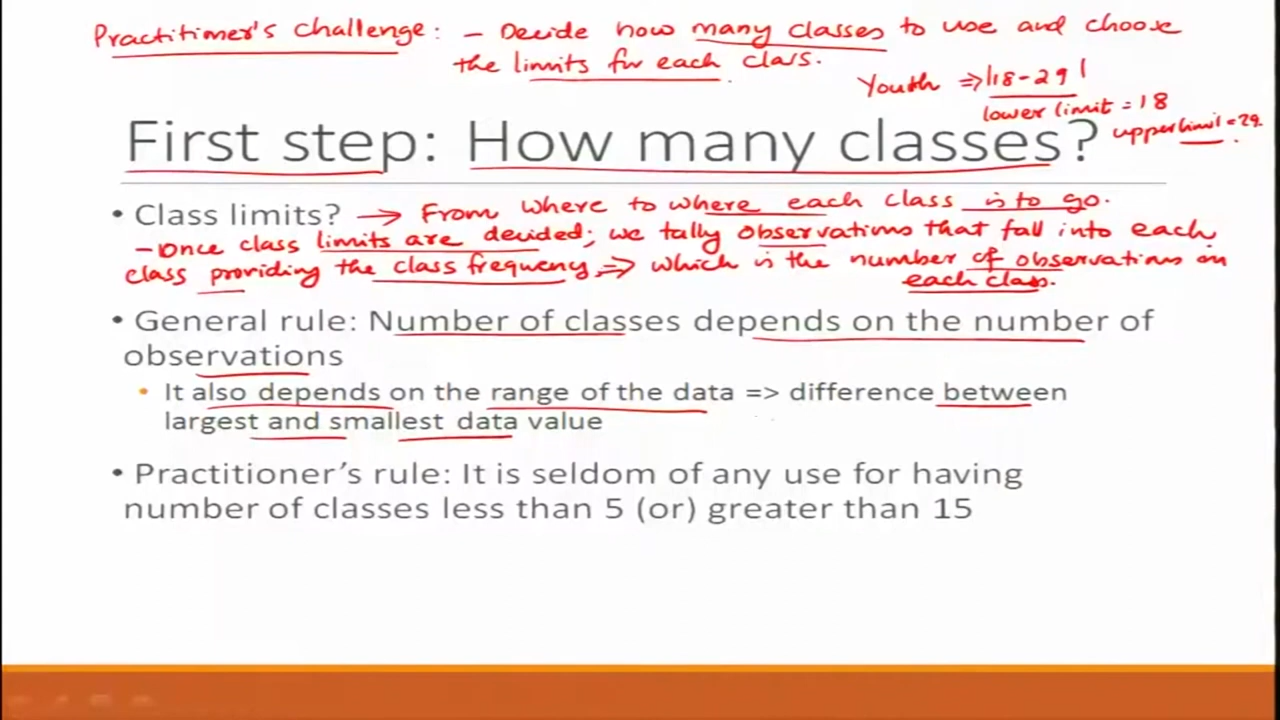 Practitimer's challenge: - Decide how many classes to use and choose
the limits for each class.
Youth => |18-29|
lower limit = 18
upper limit = 29.
First step: How many classes?
• Class limits? → From where to where each class is to go.
- Once class limits are decided; we tally observations that fall into each
class providing the class frequency, => which is the number of observations in
each class.
• General rule: Number of classes depends on the number of
observations
• It also depends on the range of the data => difference between
largest and smallest data value
• Practitioner's rule: It is seldom of any use for having
number of classes less than 5 (or) greater than 15